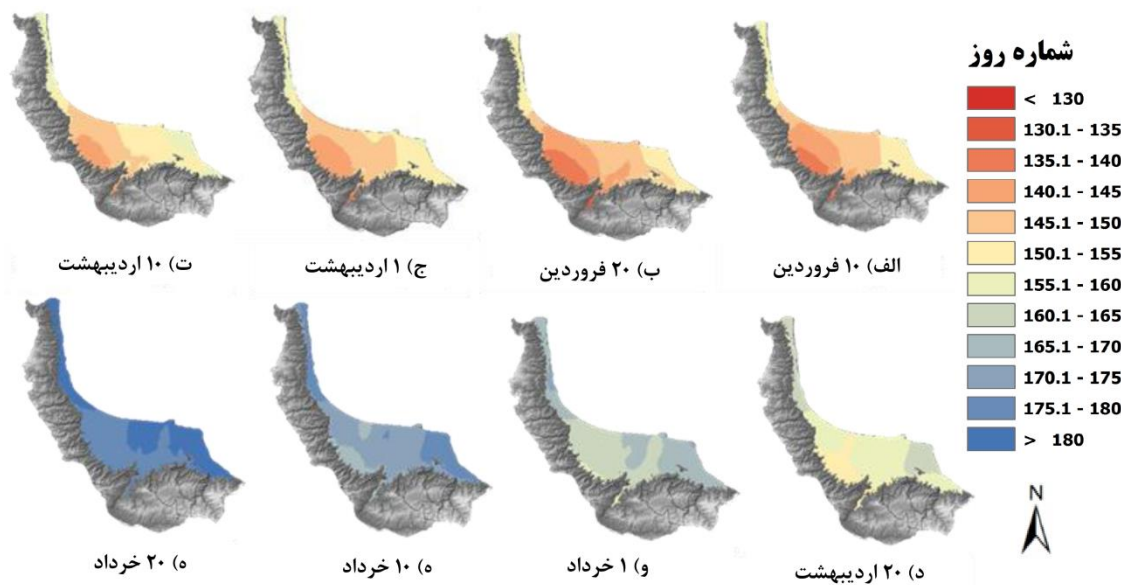 شماره روز
< 130
130.1 - 135
135.1 - 140
140.1 - 145
145.1 - 150
150.1 - 155
155.1 - 160
160.1 - 165
165.1 - 170
170.1 - 175
175.1 - 180
> 180
N
الف) ۱۰ فروردین
ب) ۲۰ فروردین
ج) ۱ اردیبهشت
ت) ۱۰ اردیبهشت
د) ۲۰ اردیبهشت
و) ۱ خرداد
ه) ۱۰ خرداد
ه) ۲۰ خرداد